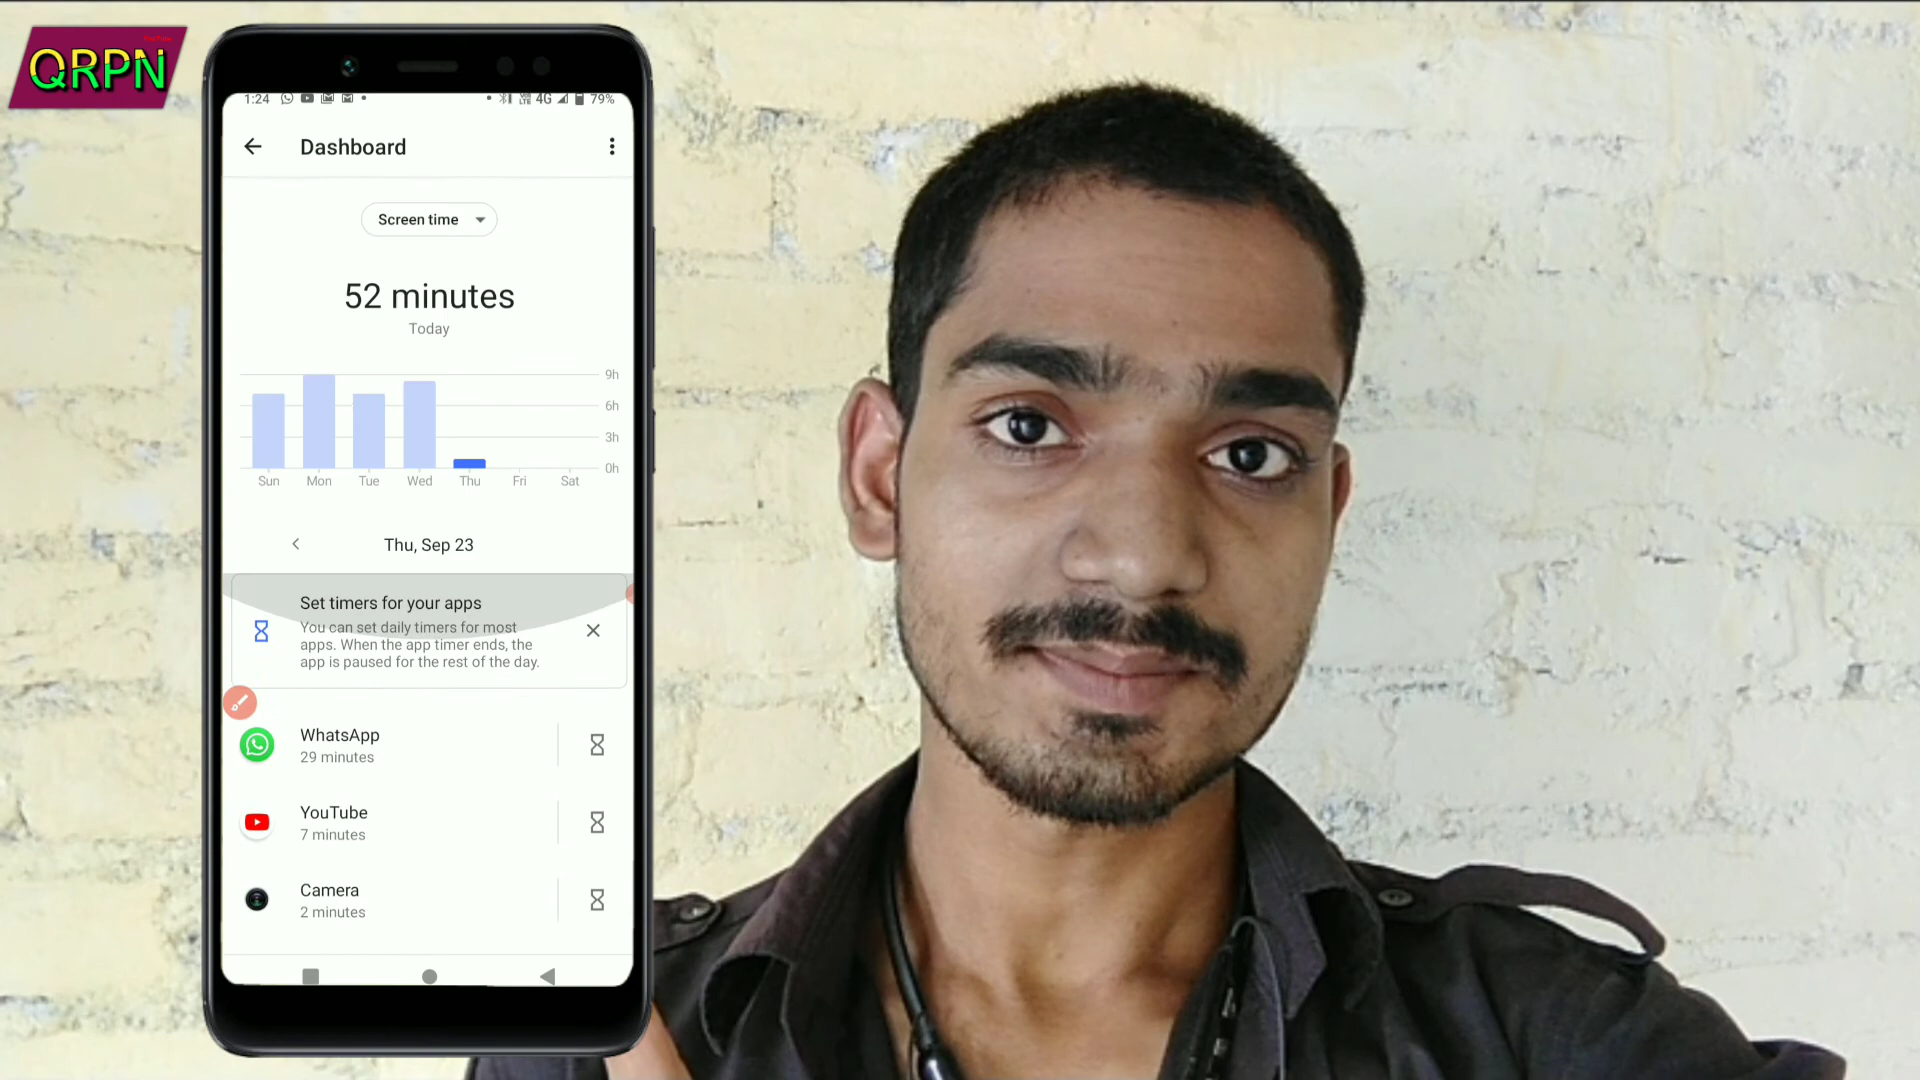 YouTube
QRPN
1:24
4G 79%
Dashboard
Screen time
52 minutes
Today
9h
6h
3h
0h
Sun Mon Tue Wed Thu Fri Sat
Thu, Sep 23
Set timers for your apps
You can set daily timers for most
apps. When the app timer ends, the
app is paused for the rest of the day.
WhatsApp
29 minutes
YouTube
7 minutes
Camera
2 minutes